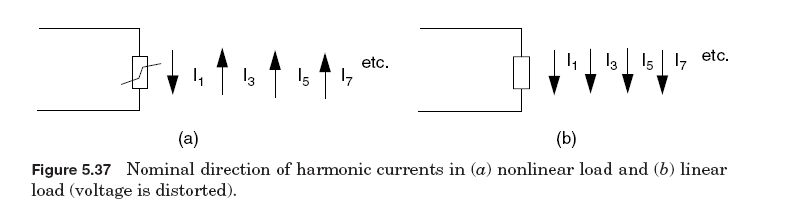 I1 I3 I5 I7 etc.
I1 I3 I5 I7 etc.
(a)
(b)
Figure 5.37 Nominal direction of harmonic currents in (a) nonlinear load and (b) linear
load (voltage is distorted).